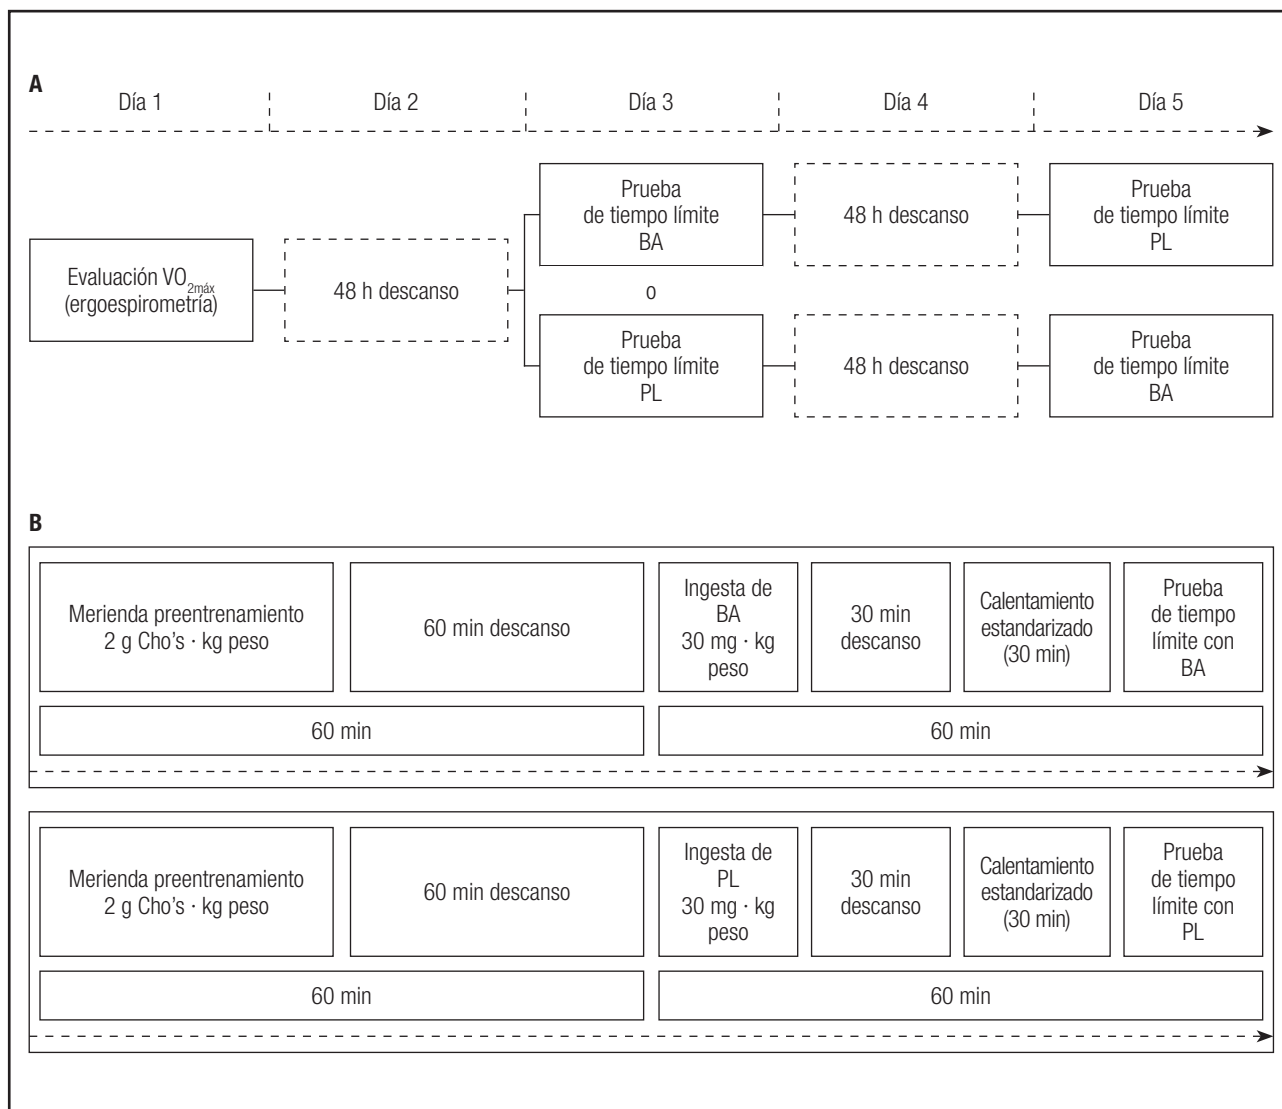 A
Día 1
Día 2
Día 3
Día 4
Día 5
Evaluación VO2máx
(ergoespirometría)
48 h descanso
Prueba
de tiempo límite
BA
48 h descanso
Prueba
de tiempo límite
PL
o
Prueba
de tiempo límite
PL
48 h descanso
Prueba
de tiempo límite
BA
B
Merienda preentrenamiento
2 g Cho's · kg peso
60 min descanso
Ingesta de
BA
30 mg · kg
peso
30 min
descanso
Calentamiento
estandarizado
(30 min)
Prueba
de tiempo
límite con
BA
60 min
60 min
Merienda preentrenamiento
2 g Cho's · kg peso
60 min descanso
Ingesta de
PL
30 mg · kg
peso
30 min
descanso
Calentamiento
estandarizado
(30 min)
Prueba
de tiempo
límite con
PL
60 min
60 min